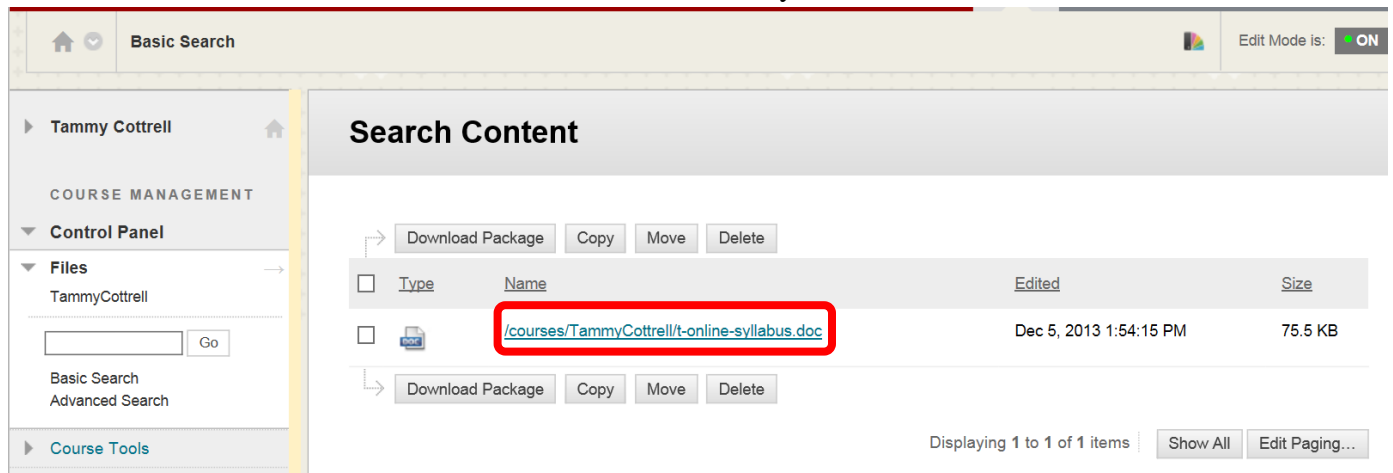 Basic Search
Edit Mode is: ON
Tammy Cottrell
COURSE MANAGEMENT
Control Panel
Files
TammyCottrell
Go
Basic Search
Advanced Search
Course Tools
Search Content
Download Package Copy Move Delete
Type Name Edited Size
DOC /courses/TammyCottrell/t-online-syllabus.doc Dec 5, 2013 1:54:15 PM 75.5 KB
Download Package Copy Move Delete
Displaying 1 to 1 of 1 items Show All Edit Paging...